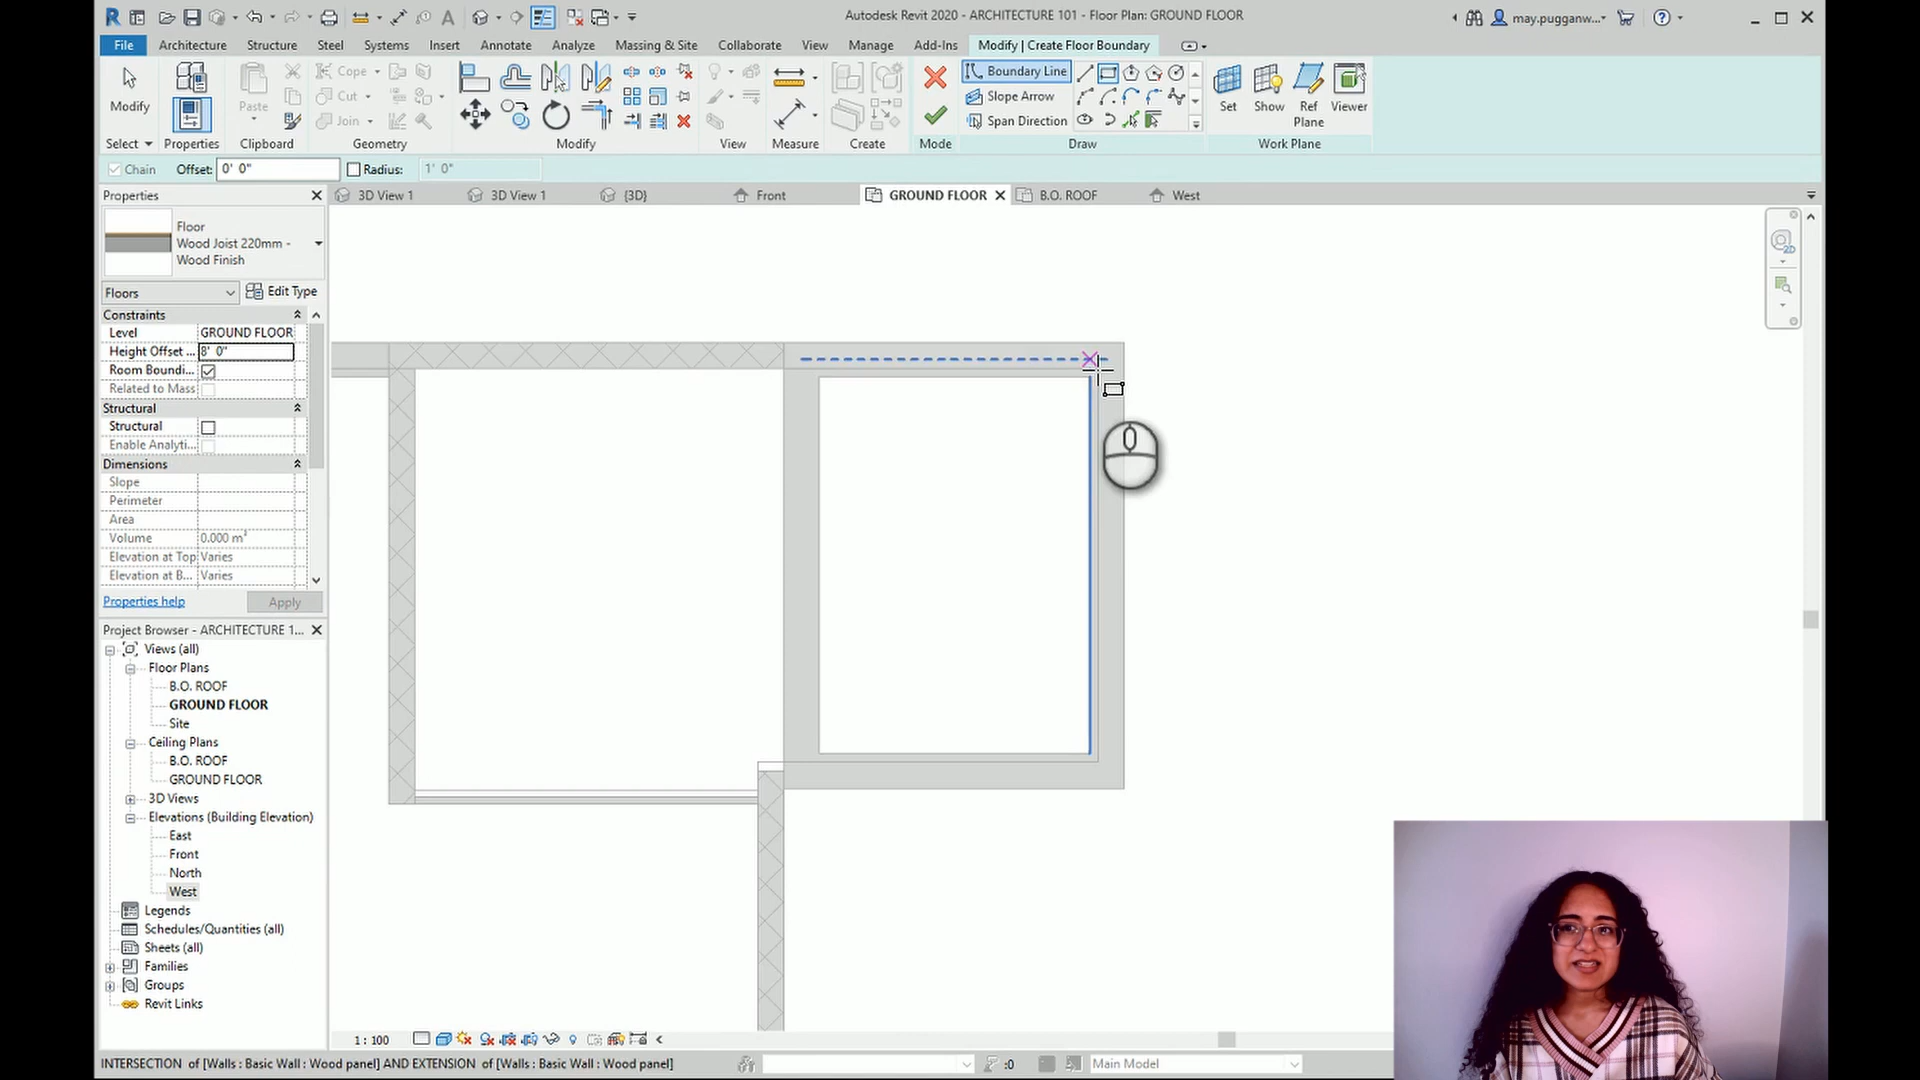 Autodesk Revit 2020 - ARCHITECTURE 101 - Floor Plan: GROUND FLOOR
may.pugganw...
File Architecture Structure Steel Systems Insert Annotate Analyze Massing & Site Collaborate View Manage Add-Ins Modify | Create Floor Boundary
Modify
Paste
Cope
Cut
Join
Boundary Line
Slope Arrow
Span Direction
Set Show Ref Plane Viewer
Select Properties Clipboard Geometry Modify View Measure Create Mode Draw Work Plane
Chain Offset: 0' 0" Radius: 1' 0"
Properties
3D View 1 3D View 1 {3D} Front GROUND FLOOR B.O. ROOF West
Floor
Wood Joist 220mm -
Wood Finish
Floors Edit Type
Constraints
Level GROUND FLOOR
Height Offset ... 8' 0"
Room Boundi...
Related to Mass
Structural
Structural
Enable Analyti...
Dimensions
Slope
Perimeter
Area
Volume 0.000 m³
Elevation at Top Varies
Elevation at B... Varies
Properties help Apply
Project Browser - ARCHITECTURE 1...
Views (all)
Floor Plans
B.O. ROOF
GROUND FLOOR
Site
Ceiling Plans
B.O. ROOF
GROUND FLOOR
3D Views
Elevations (Building Elevation)
East
Front
North
West
Legends
Schedules/Quantities (all)
Sheets (all)
Families
Groups
Revit Links
2D
1 : 100
INTERSECTION of [Walls : Basic Wall : Wood panel] AND EXTENSION of [Walls : Basic Wall : Wood panel]
:0
Main Model